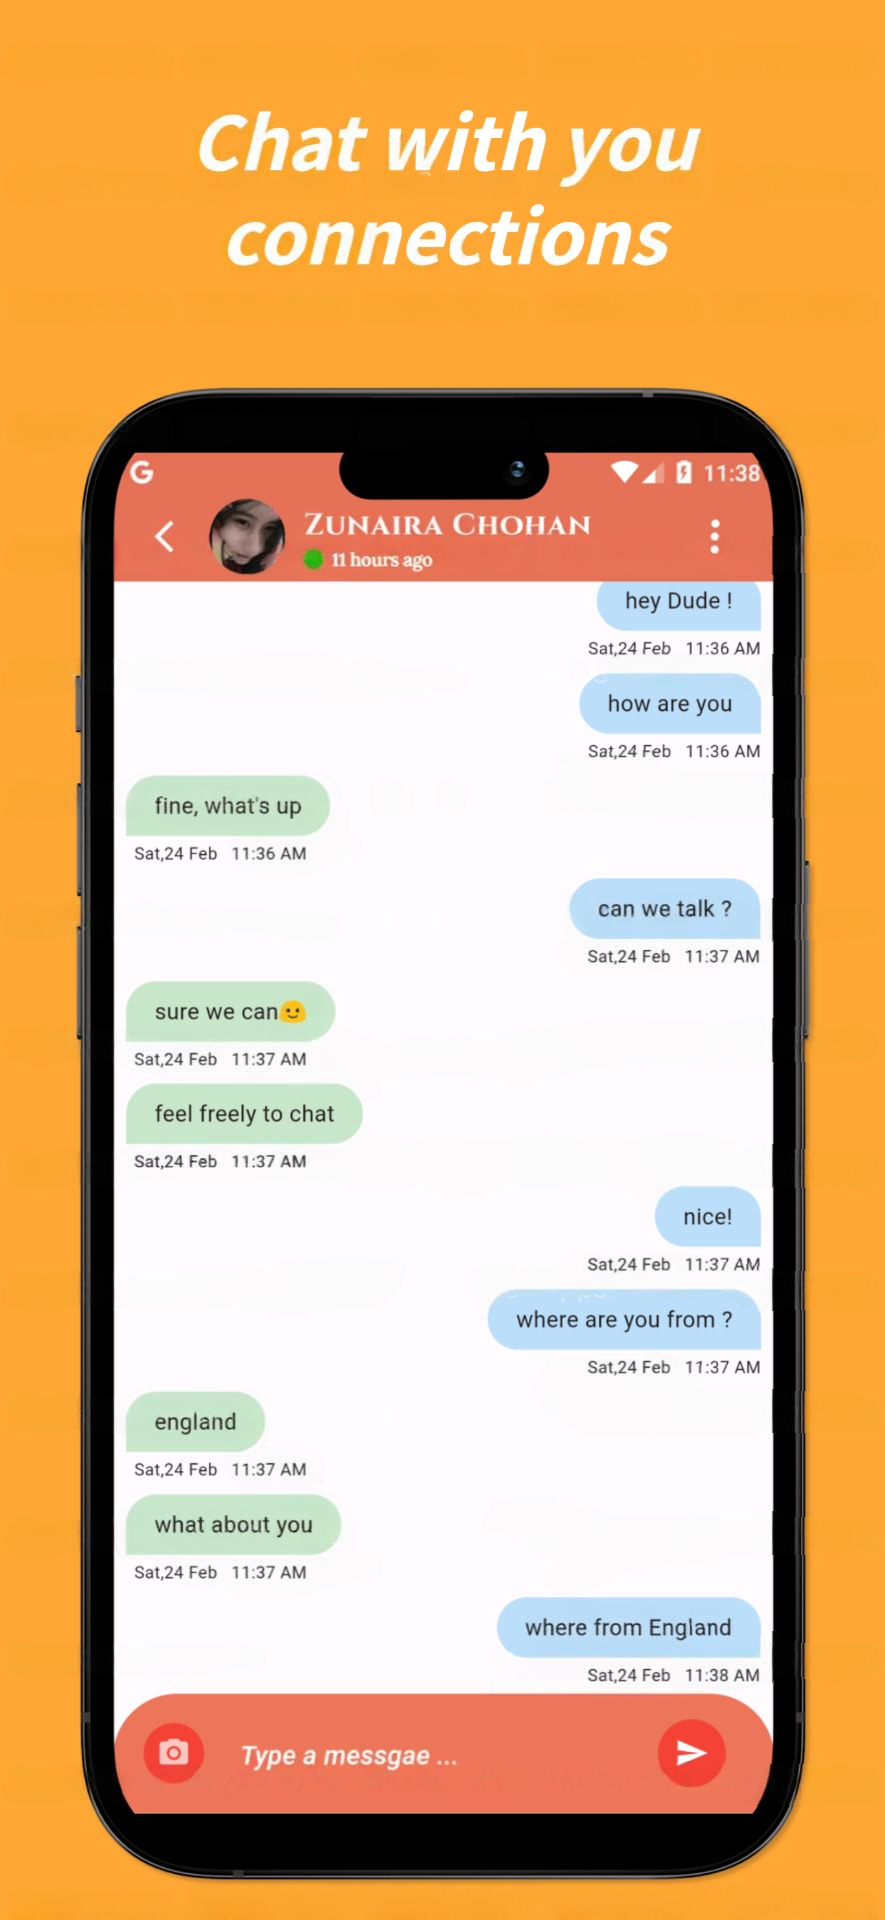 Chat with you
connections
G 11:38
Zunaira Chohan
11 hours ago
hey Dude !
Sat,24 Feb 11:36 AM
how are you
Sat,24 Feb 11:36 AM
fine, what's up
Sat,24 Feb 11:36 AM
can we talk ?
Sat,24 Feb 11:37 AM
sure we can🙂
Sat,24 Feb 11:37 AM
feel freely to chat
Sat,24 Feb 11:37 AM
nice!
Sat,24 Feb 11:37 AM
where are you from ?
Sat,24 Feb 11:37 AM
england
Sat,24 Feb 11:37 AM
what about you
Sat,24 Feb 11:37 AM
where from England
Sat,24 Feb 11:38 AM
Type a messgae ...